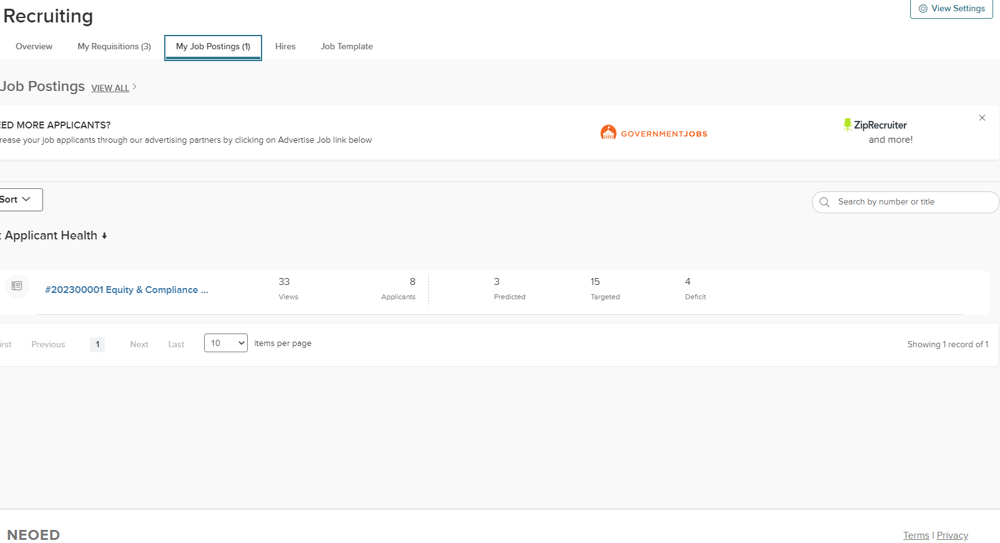 Recruiting
View Settings
Overview My Requisitions (3) My Job Postings (1) Hires Job Template
Job Postings VIEW ALL >
ED MORE APPLICANTS?
rease your job applicants through our advertising partners by clicking on Advertise Job link below
GOVERNMENTJOBS
ZipRecruiter
and more!
Sort
Search by number or title
: Applicant Health
#202300001 Equity & Compliance ...
33 8 3 15 4
Views Applicants Predicted Targeted Deficit
irst Previous 1 Next Last 10 items per page Showing 1 record of 1
NEOED
Terms | Privacy